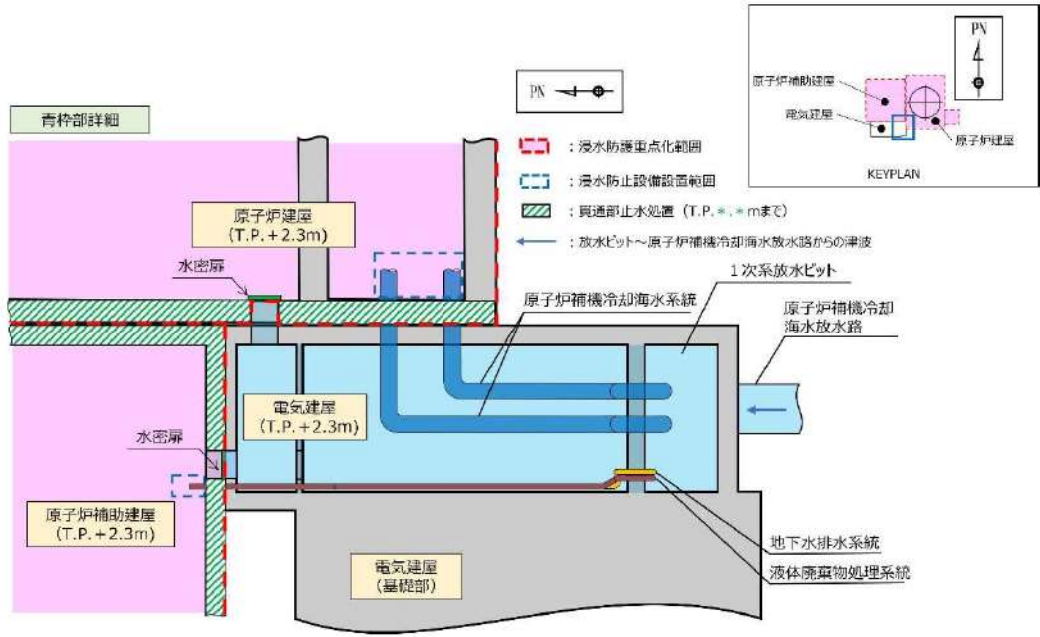 青枠部詳細
PN
PN
原子炉補助建屋
電気建屋
原子炉建屋
KEYPLAN
：浸水防護重点化範囲
：浸水防止設備設置範囲
：貫通部止水処置（T.P.＊.＊mまで）
：放水ピット～原子炉補機冷却海水放水路からの津波
原子炉建屋
（T.P.＋2.3m）
水密扉
1次系放水ピット
原子炉補機冷却海水系統
原子炉補機冷却
海水放水路
電気建屋
（T.P.＋2.3m）
水密扉
原子炉補助建屋
（T.P.＋2.3m）
地下水排水系統
液体廃棄物処理系統
電気建屋
（基礎部）